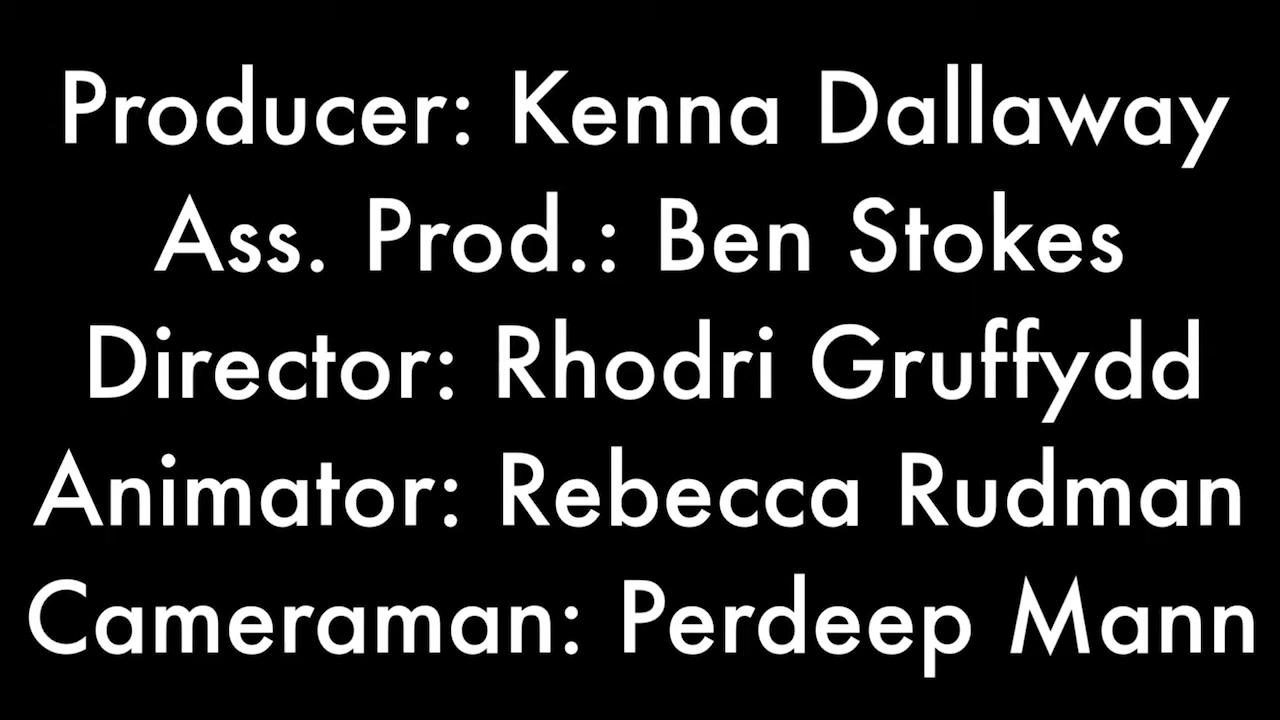 Producer: Kenna Dallaway
Ass. Prod.: Ben Stokes
Director: Rhodri Gruffydd
Animator: Rebecca Rudman
Cameraman: Perdeep Mann